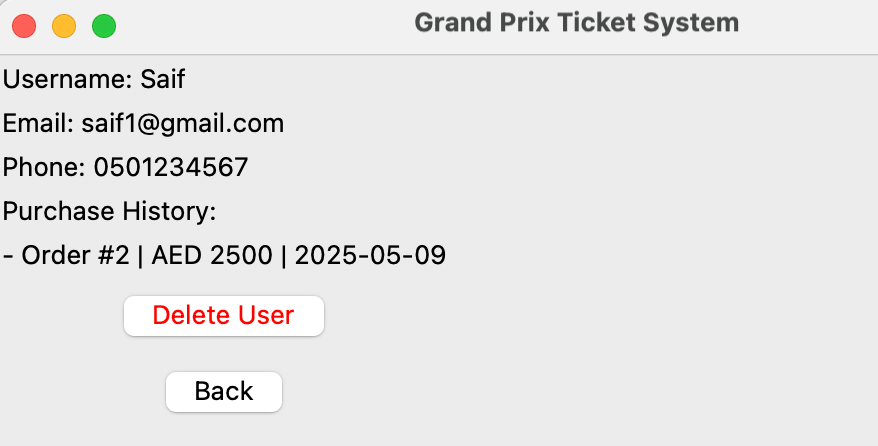 Grand Prix Ticket System
Username: Saif
Email: saif1@gmail.com
Phone: 0501234567
Purchase History:
- Order #2 | AED 2500 | 2025-05-09
Delete User
Back